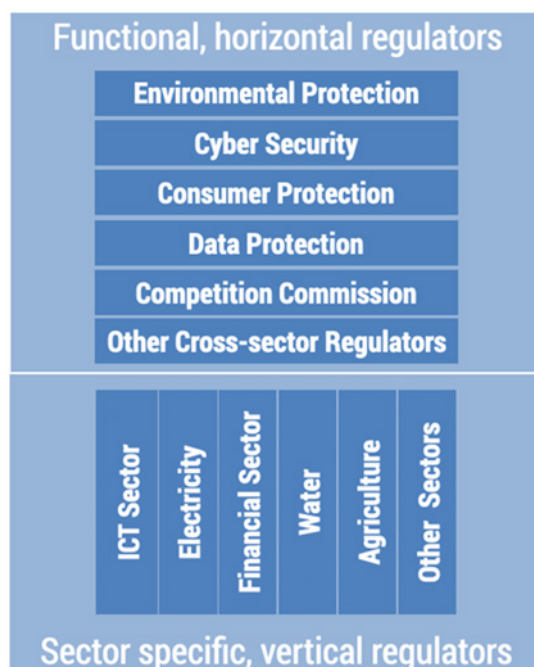 Functional, horizontal regulators
Environmental Protection
Cyber Security
Consumer Protection
Data Protection
Competition Commission
Other Cross-sector Regulators
ICT Sector
Electricity
Financial Sector
Water
Agriculture
Other Sectors
Sector specific, vertical regulators